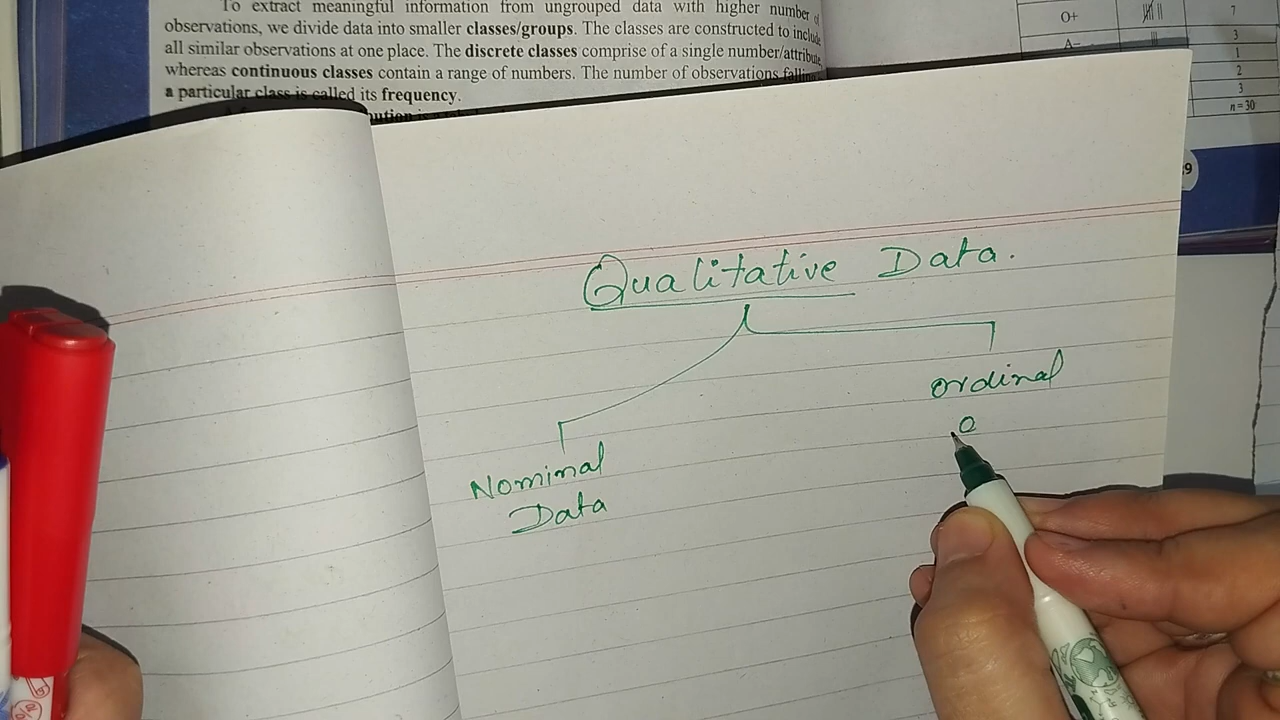 To extract meaningful information from ungrouped data with higher number of
observations, we divide data into smaller classes/groups. The classes are constructed to include
all similar observations at one place. The discrete classes comprise of a single number/attribute,
whereas continuous classes contain a range of numbers. The number of observations falling
a particular class is called its frequency.
O+ 7
A- ||| 3
1
2
3
n = 30
9
Qualitative Data.
Ordinal
Nominal
Data